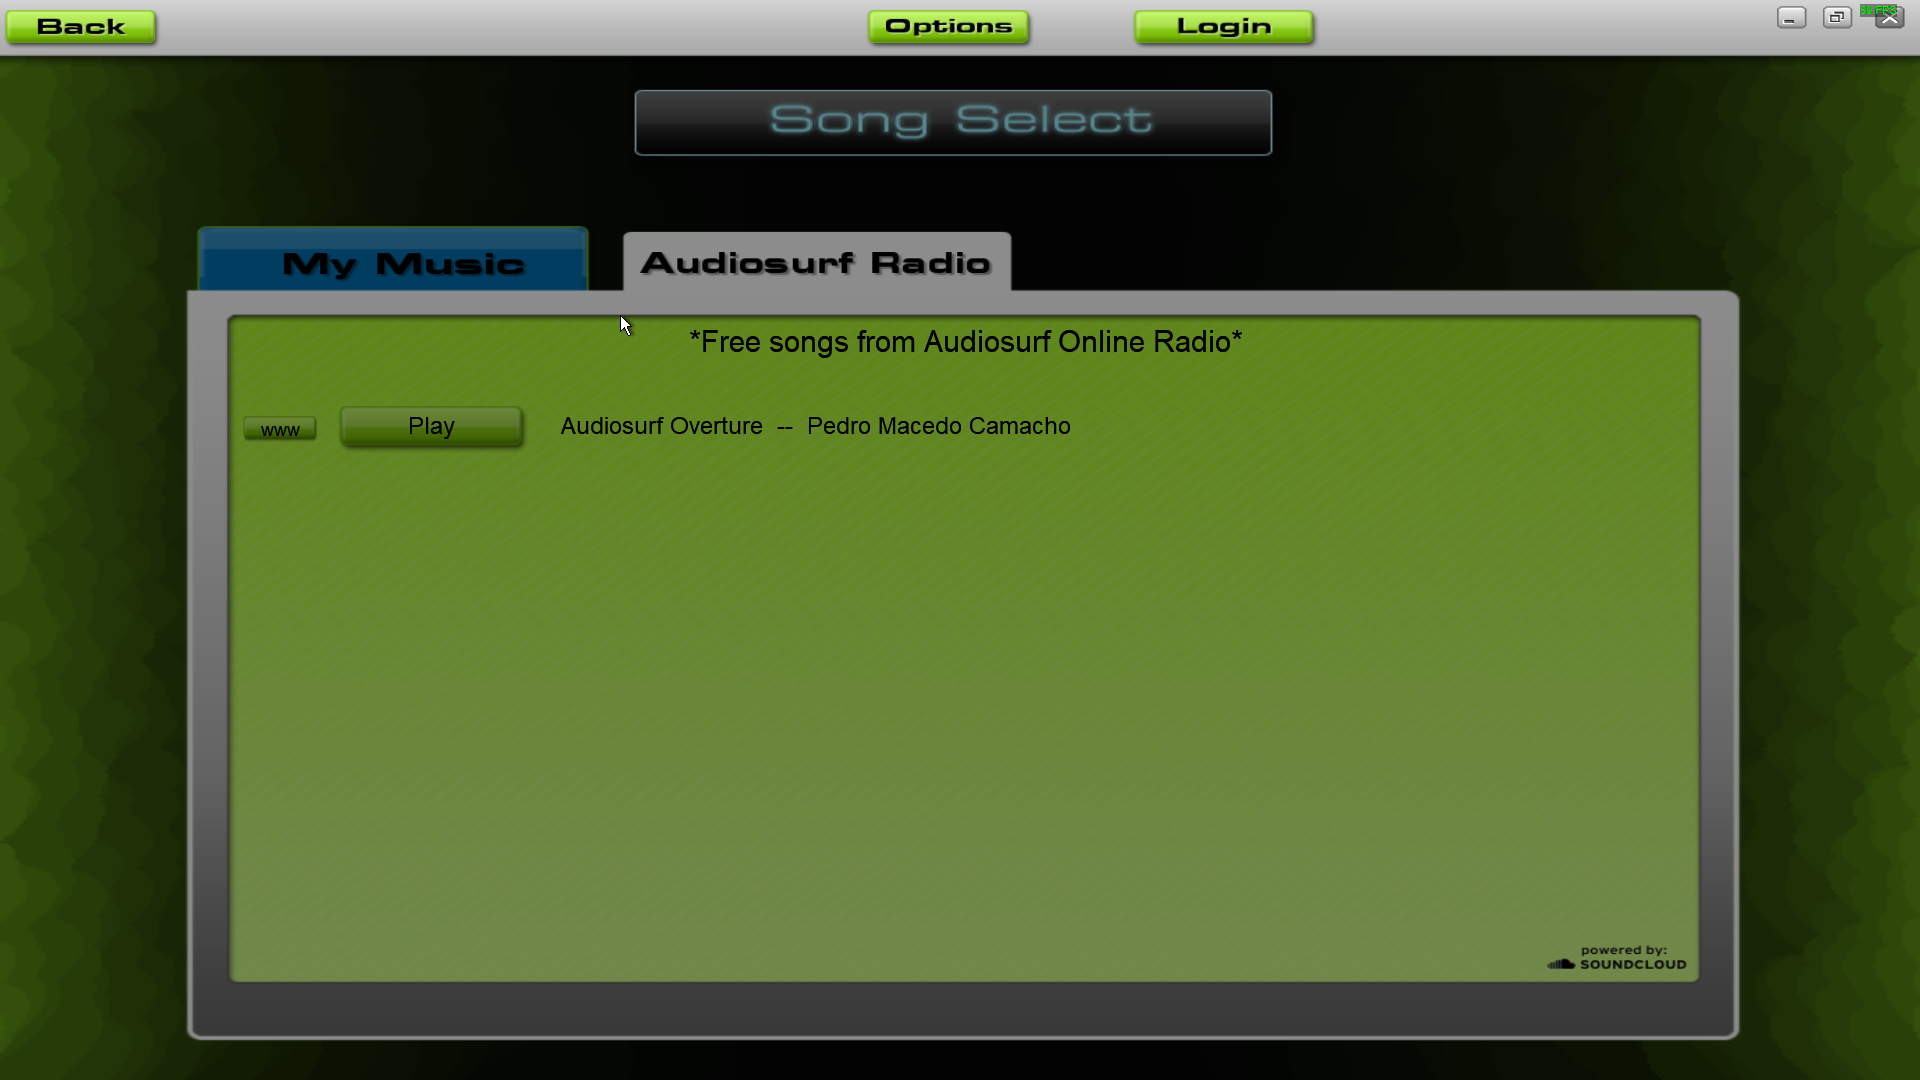 Back
Options
Login
Song Select
My Music
Audiosurf Radio
*Free songs from Audiosurf Online Radio*
www
Play
Audiosurf Overture -- Pedro Macedo Camacho
powered by:
SOUNDCLOUD